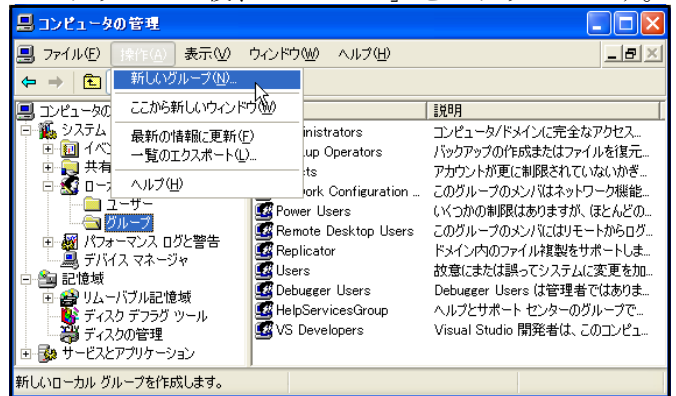 コンピュータの管理
ファイル(F) 操作(A) 表示(V) ウィンドウ(W) ヘルプ(H)
新しいグループ(N)...
ここから新しいウィンドウ(W)
最新の情報に更新(F)
一覧のエクスポート(L)...
ヘルプ(H)
コンピュータの
システム
イベ
共有
ロー
ユーザー
グループ
パフォーマンス ログと警告
デバイス マネージャ
記憶域
リムーバブル記憶域
ディスク デフラグ ツール
ディスクの管理
サービスとアプリケーション
説明
inistrators コンピュータ/ドメインに完全なアクセス...
up Operators バックアップの作成またはファイルを復元...
ts アカウントが更に制限されていないかぎ...
ork Configuration ... このグループのメンバはネットワーク機能...
Power Users いくつかの制限はありますが、ほとんどの...
Remote Desktop Users このグループのメンバにはリモートからログ...
Replicator ドメイン内のファイル複製をサポートしま...
Users 故意にまたは誤ってシステムに変更を加...
Debugger Users Debugger Users は管理者ではありま...
HelpServicesGroup ヘルプとサポート センターのグループで...
VS Developers Visual Studio 開発者は、このコンピュ...
新しいローカル グループを作成します。